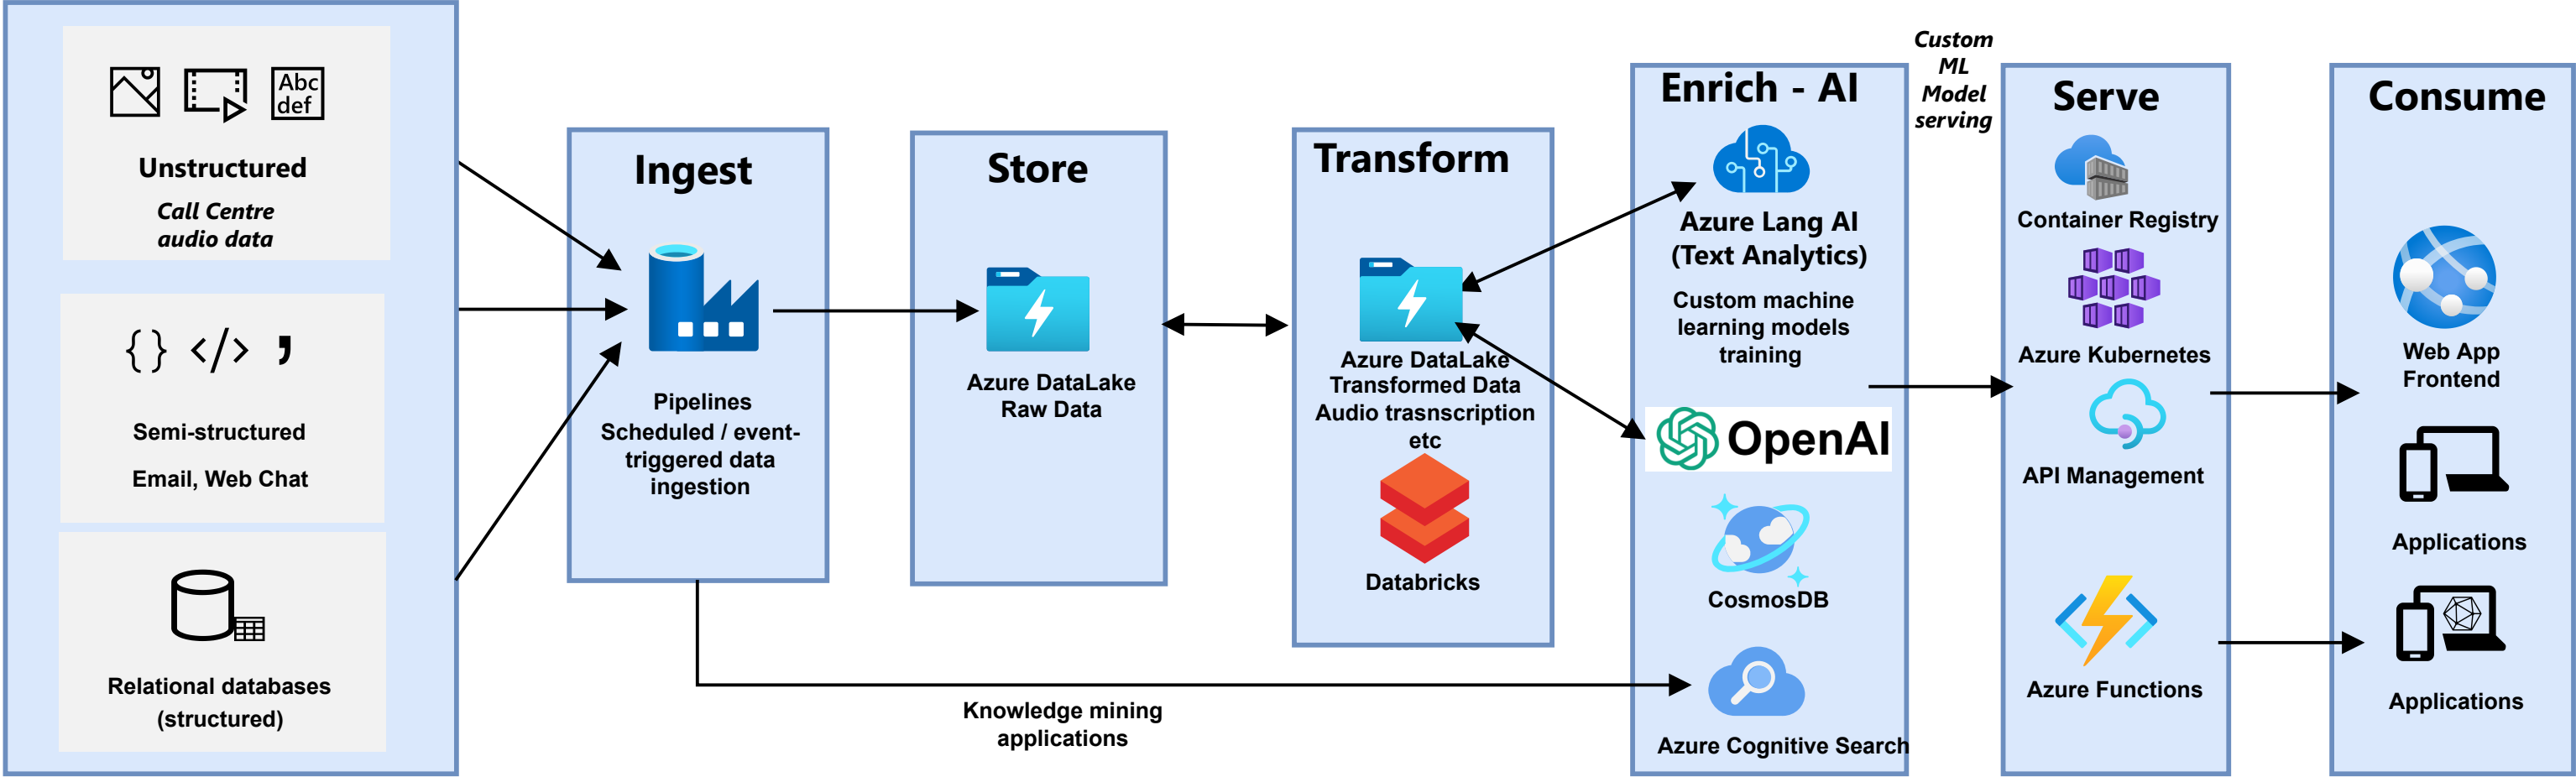 Abc
def
Unstructured
Call Centre
audio data
{ } </> ,
Semi-structured
Email, Web Chat
Relational databases
(structured)
Ingest
Pipelines
Scheduled / event-
triggered data
ingestion
Store
Azure DataLake
Raw Data
Transform
Azure DataLake
Transformed Data
Audio trasnscription
etc
Databricks
Knowledge mining
applications
Enrich - AI
Azure Lang AI
(Text Analytics)
Custom machine
learning models
training
OpenAI
CosmosDB
Azure Cognitive Search
Custom
ML
Model
serving
Serve
Container Registry
Azure Kubernetes
API Management
Azure Functions
Consume
Web App
Frontend
Applications
Applications